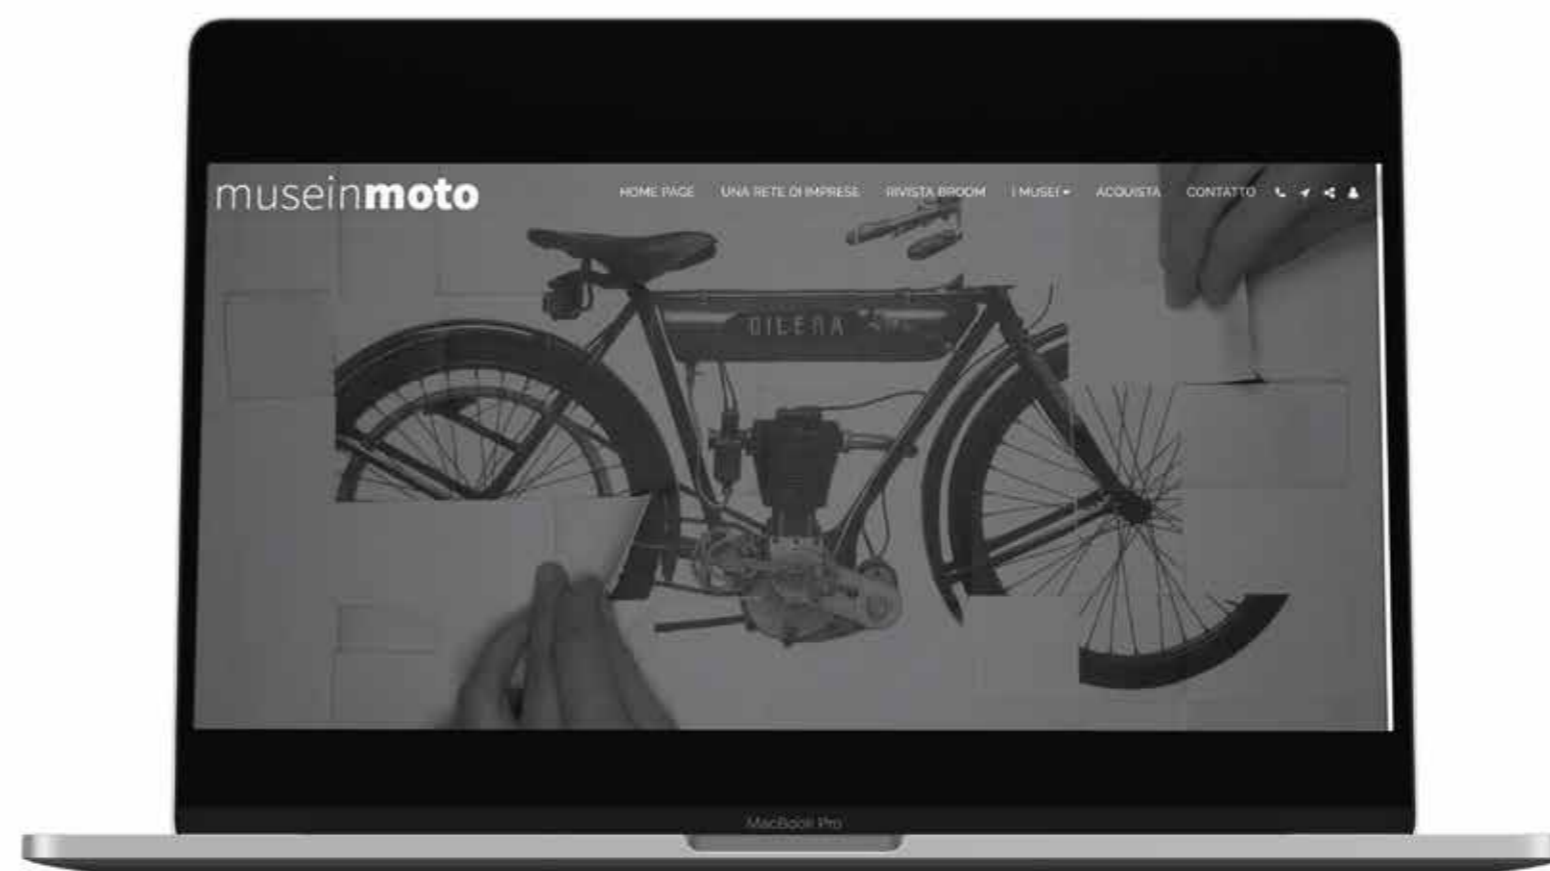 museinmoto
HOME PAGE UNA RETE DI IMPRESE RIVISTA BROOM I MUSEI ACQUISTA CONTATTO
GILERA
MacBook Pro